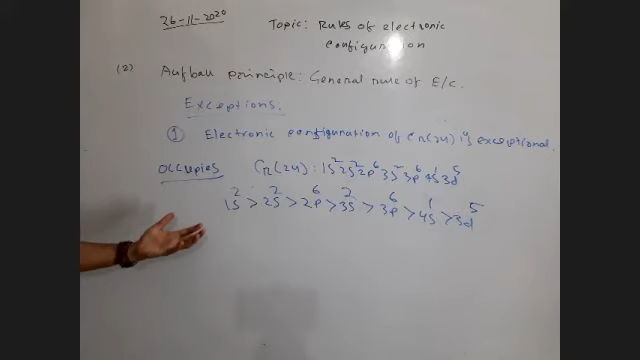 26-11-2020
Topic: Rules of electronic
configuration
(2) Aufbau principle: General rule of E/c.
Exceptions.
① Electronic configuration of Cr(24) is exceptional.
Occupies Cr(24): 1s² 2s² 2p⁶ 3s² 3p⁶ 4s¹ 3d⁵
1s² > 2s² > 2p⁶ > 3s² > 3p⁶ > 4s¹ > 3d⁵